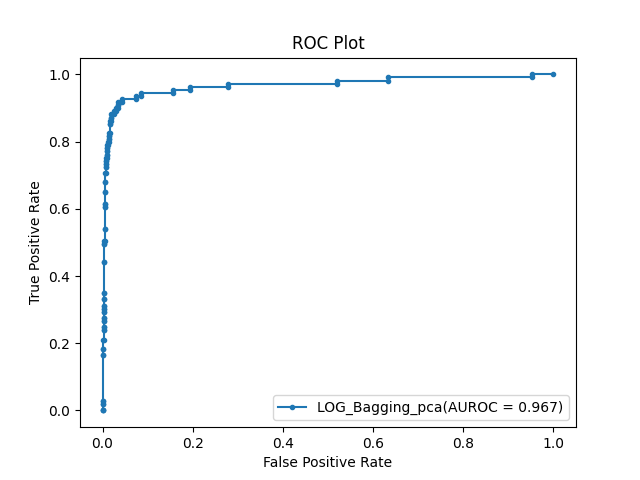 ROC Plot
True Positive Rate
1.0
0.8
0.6
0.4
0.2
0.0
LOG_Bagging_pca(AUROC = 0.967)
0.0 0.2 0.4 0.6 0.8 1.0
False Positive Rate